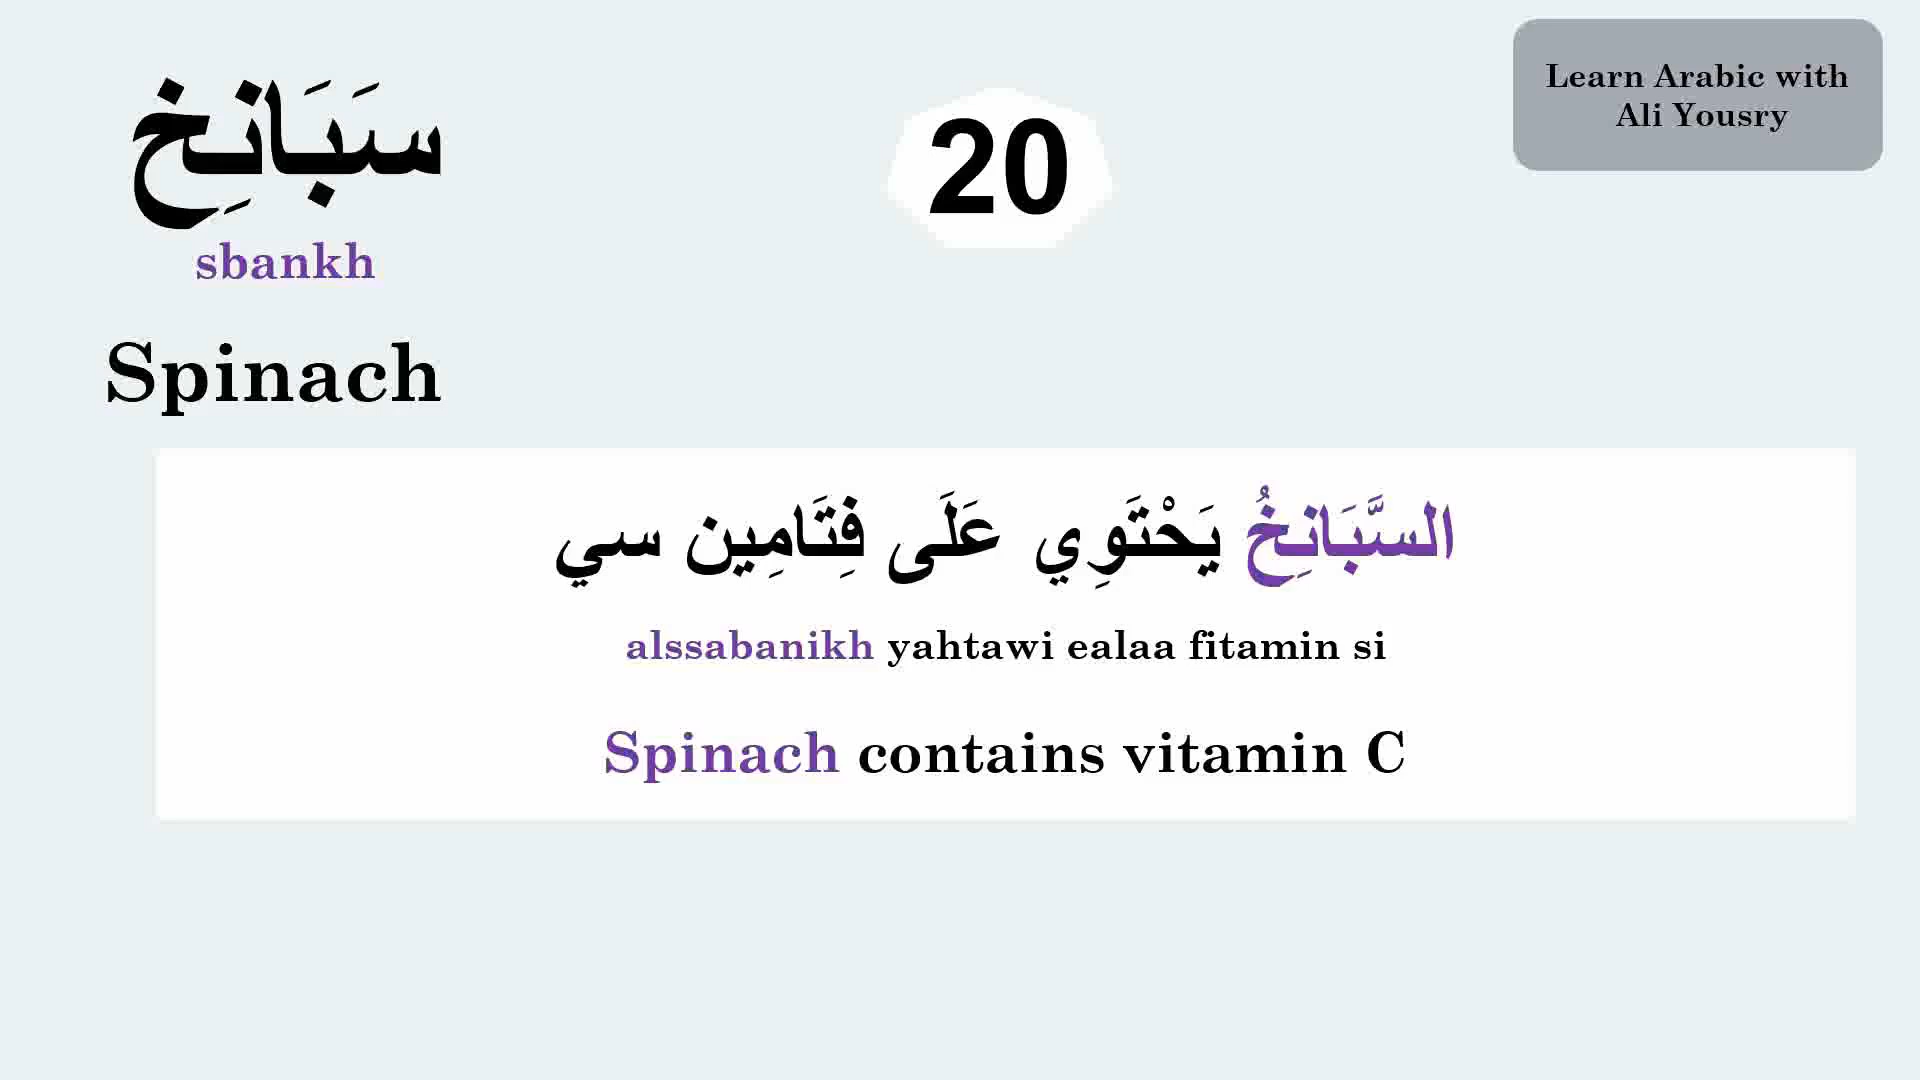 سَبَانِخ
sbankh
Spinach
20
Learn Arabic with
Ali Yousry
السَّبَانِخُ يَحْتَوِي عَلَى فِتَامِين سي
alssabanikh yahtawi ealaa fitamin si
Spinach contains vitamin C